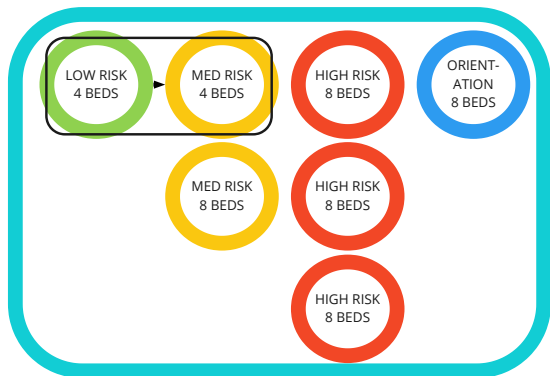 LOW RISK
4 BEDS
MED RISK
4 BEDS
HIGH RISK
8 BEDS
ORIENT-
ATION
8 BEDS
MED RISK
8 BEDS
HIGH RISK
8 BEDS
HIGH RISK
8 BEDS